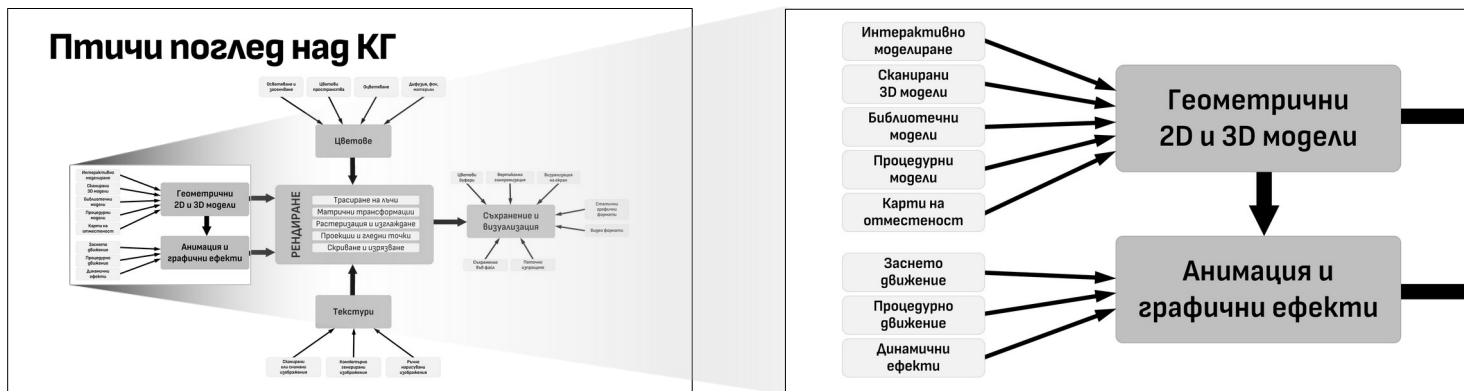 Птичи поглед над КГ
Осветяване и
засенчване
Цветови
пространства
Оцветяване
Дифузия, фон,
материали
Цветове
Интерактивно
моделиране
Сканирани
3D модели
Библиотечни
модели
Процедурни
модели
Карти на
отместеност
Геометрични
2D и 3D модели
Заснето
движение
Процедурно
движение
Динамични
ефекти
Анимация и
графични ефекти
РЕНДИРАНЕ
Трасиране на лъчи
Матрични трансформации
Растеризация и изглаждане
Проекции и гледни точки
Скриване и изрязване
Цветови
буфери
Вертикална
синхронизация
Визуализация
на екран
Съхранение и
визуализация
Статични
графични
формати
Видео формати
Съхранение
във файл
Поточно
изпращане
Текстури
Сканирани
или снимани
изображения
Компютърно
генерирани
изображения
Ръчно
нарисувани
изображения
Интерактивно
моделиране
Сканирани
3D модели
Библиотечни
модели
Процедурни
модели
Карти на
отместеност
Геометрични
2D и 3D модели
Заснето
движение
Процедурно
движение
Динамични
ефекти
Анимация и
графични ефекти